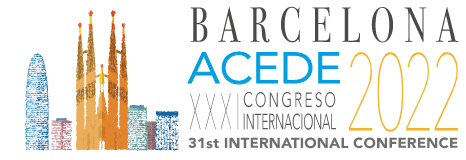 BARCELONA
ACEDE 2022
XXXI CONGRESO
INTERNACIONAL
31st INTERNATIONAL CONFERENCE